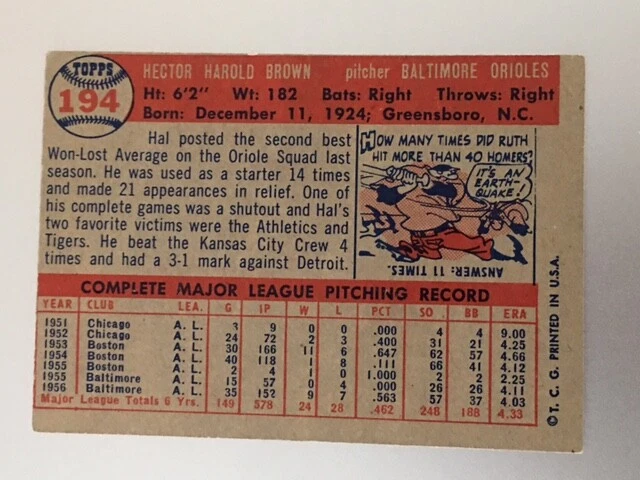 TOPPS
194
HECTOR HAROLD BROWN pitcher BALTIMORE ORIOLES
Ht: 6'2" Wt: 182 Bats: Right Throws: Right
Born: December 11, 1924; Greensboro, N.C.
Hal posted the second best
Won-Lost Average on the Oriole Squad last
season. He was used as a starter 14 times
and made 21 appearances in relief. One of
his complete games was a shutout and Hal's
two favorite victims were the Athletics and
Tigers. He beat the Kansas City Crew 4
times and had a 3-1 mark against Detroit.
HOW MANY TIMES DID RUTH
HIT MORE THAN 40 HOMERS?
IT'S AN
EARTH-
QUAKE!
ANSWER: 11 TIMES.
COMPLETE MAJOR LEAGUE PITCHING RECORD
YEAR CLUB LEA. G IP W L PCT SO BB ERA
1951 Chicago A. L. 3 9 0 0 .000 4 4 9.00
1952 Chicago A. L. 24 72 2 3 .400 31 21 4.25
1953 Boston A. L. 30 166 11 6 .647 62 57 4.66
1954 Boston A. L. 40 118 1 8 .111 66 41 4.12
1955 Boston A. L. 2 4 1 0 1.000 2 2 2.25
1955 Baltimore A. L. 15 57 0 4 .000 26 26 4.11
1956 Baltimore A. L. 35 152 9 7 .563 57 37 4.03
Major League Totals 6 Yrs. 149 578 24 28 .462 248 188 4.33
©T. C. G. PRINTED IN U.S.A.